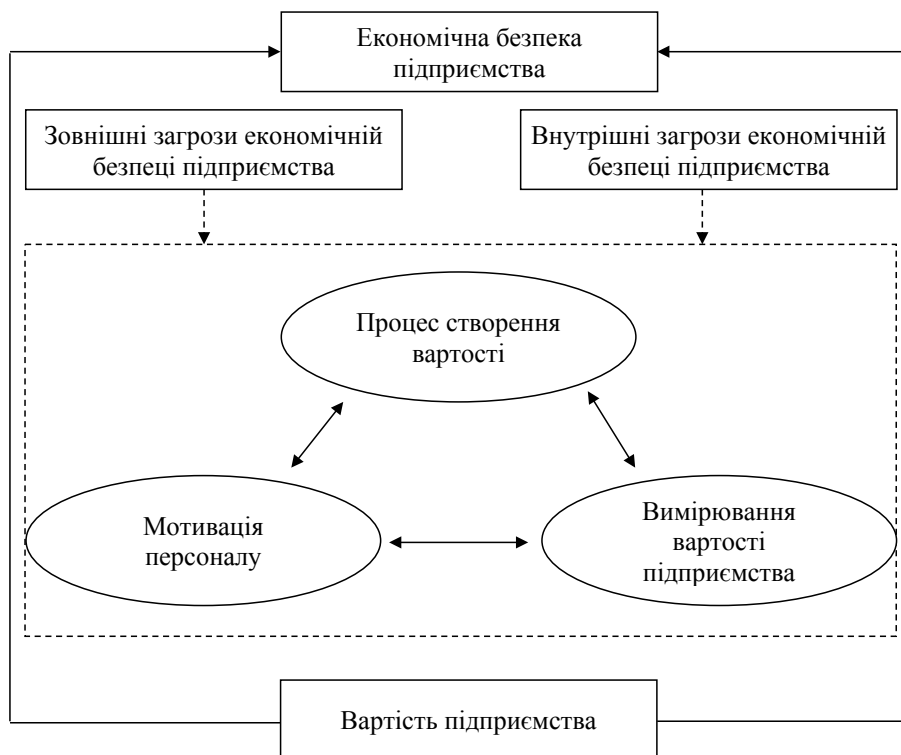 Економічна безпека
підприємства
Зовнішні загрози економічній
безпеці підприємства
Внутрішні загрози економічній
безпеці підприємства
Процес створення
вартості
Мотивація
персоналу
Вимірювання
вартості
підприємства
Вартість підприємства